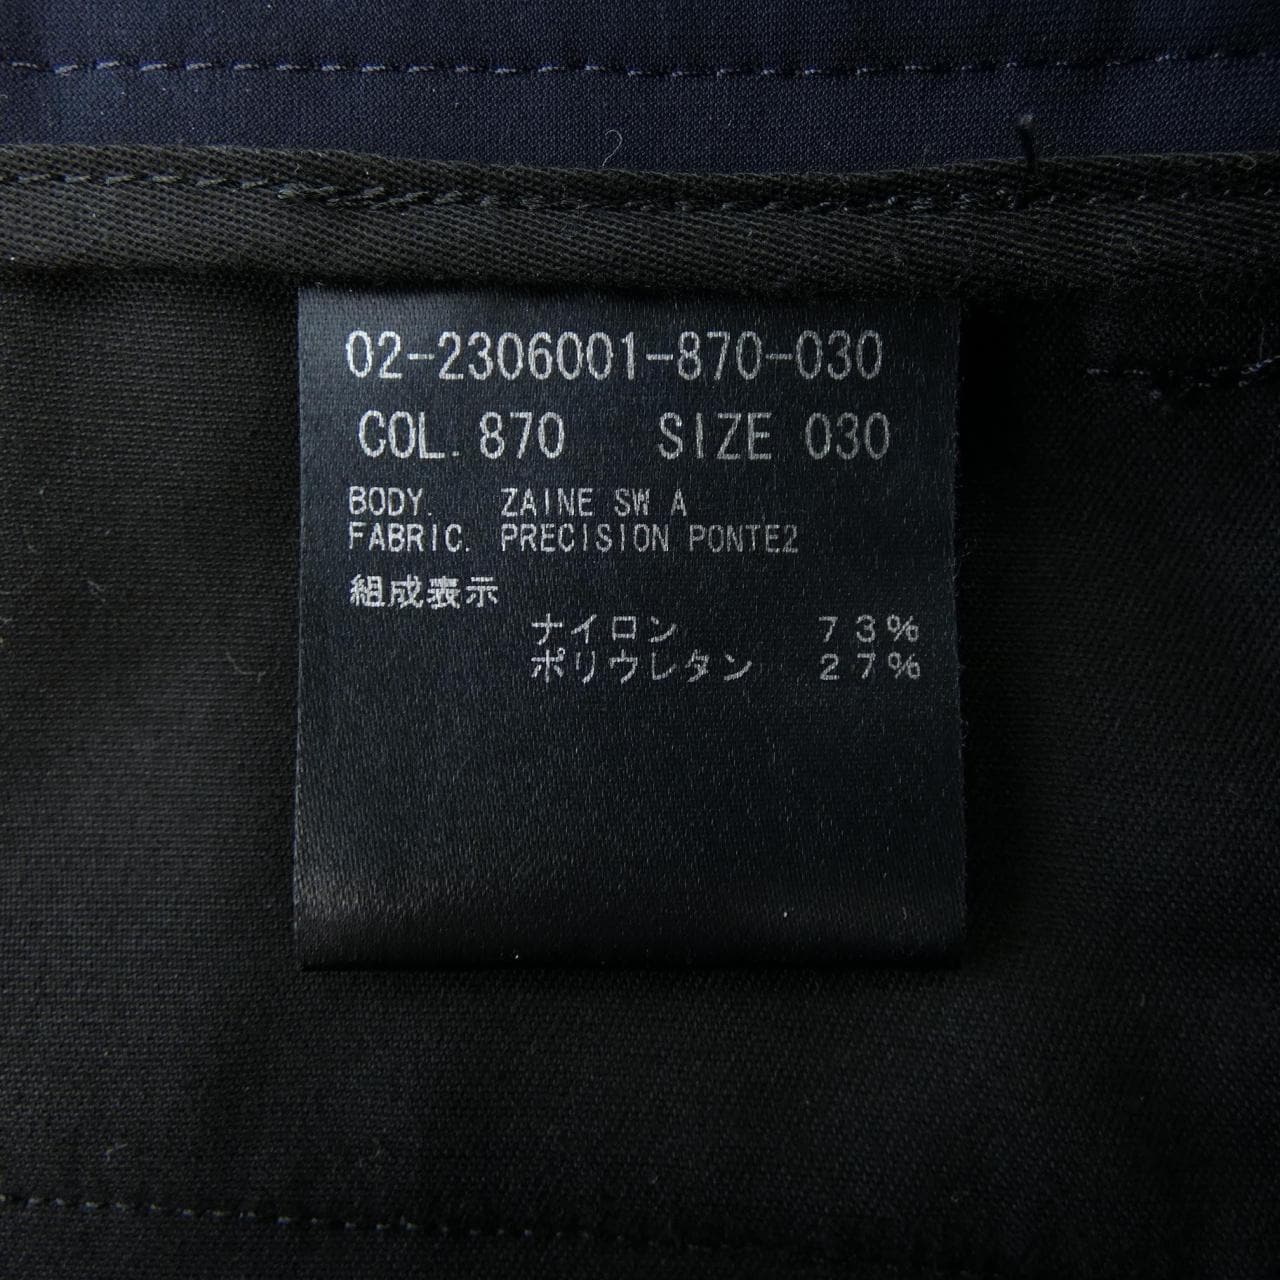 02-2306001-870-030
COL. 870 SIZE 030
BODY. ZAINE SW A
FABRIC. PRECISION PONTE2
組成表示
ナイロン 73%
ポリウレタン 27%